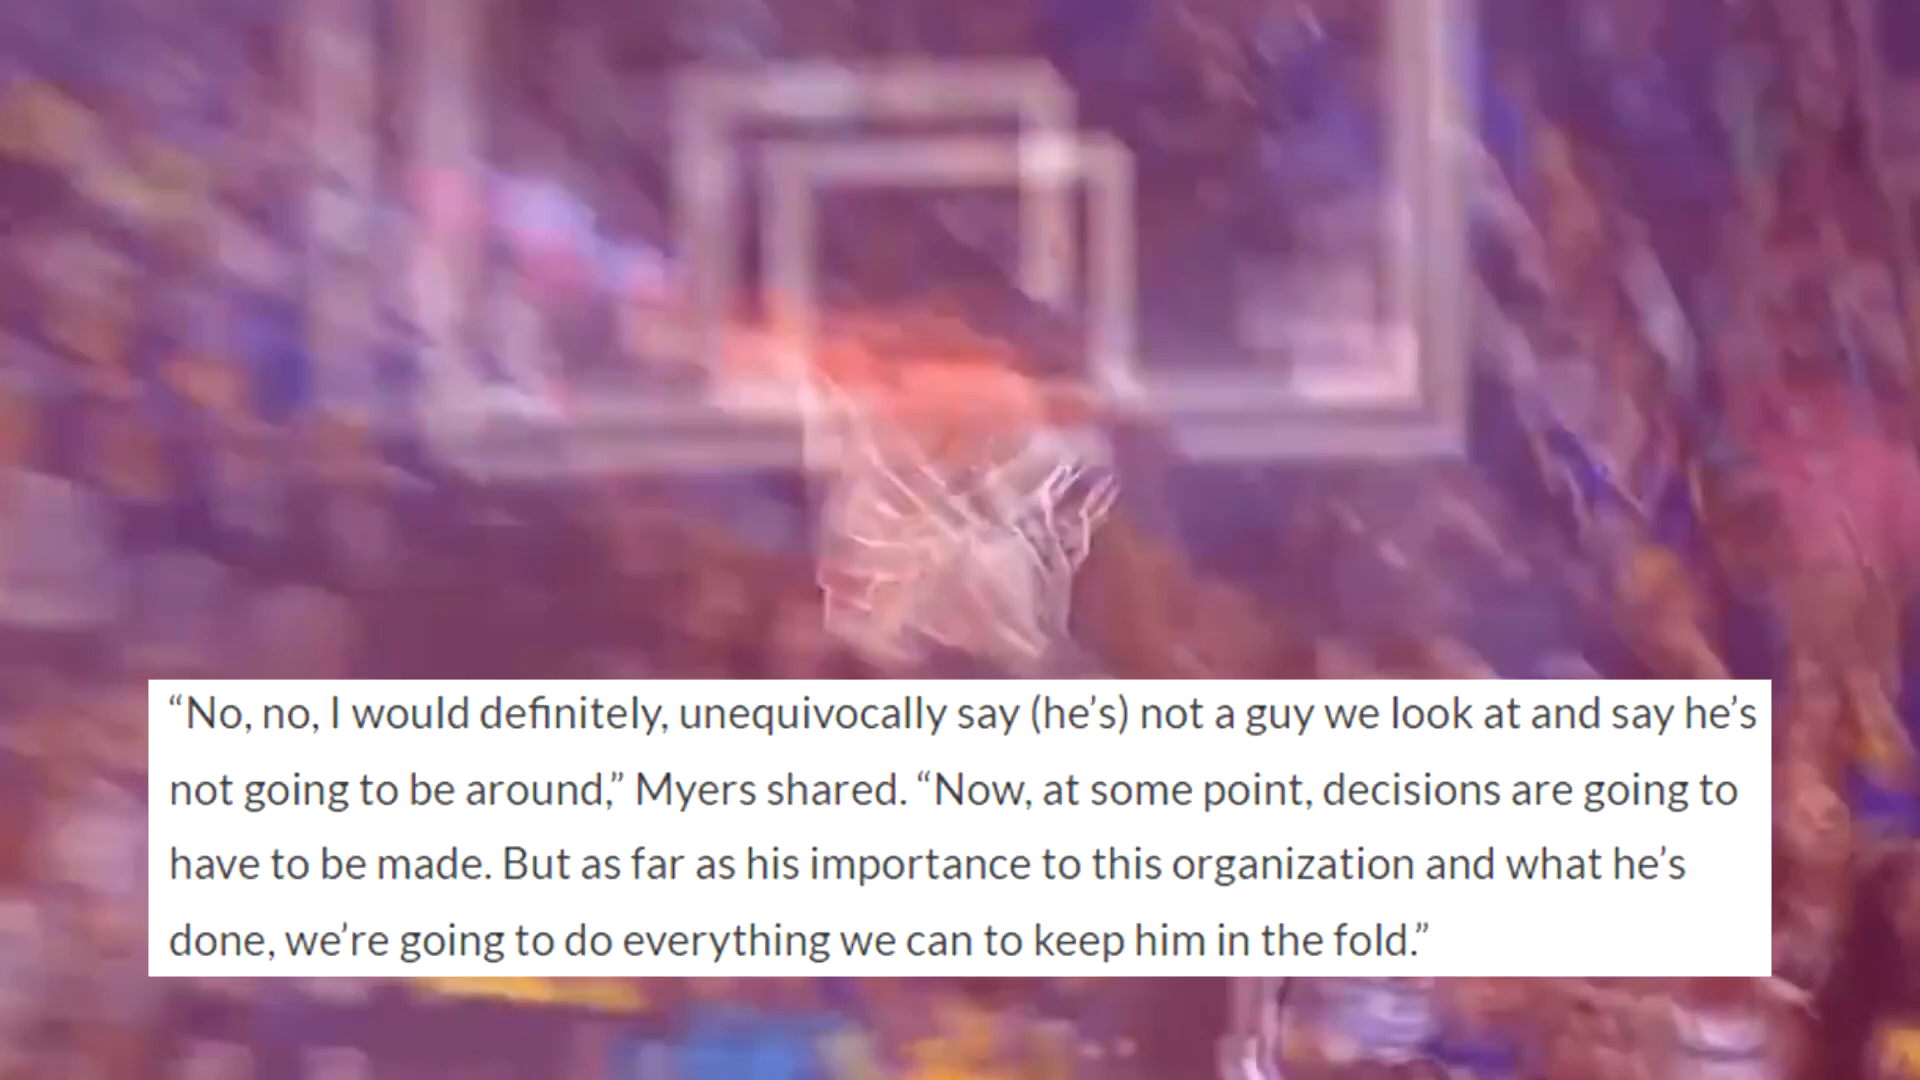 “No, no, I would definitely, unequivocally say (he’s) not a guy we look at and say he’s
not going to be around,” Myers shared. “Now, at some point, decisions are going to
have to be made. But as far as his importance to this organization and what he’s
done, we’re going to do everything we can to keep him in the fold.”